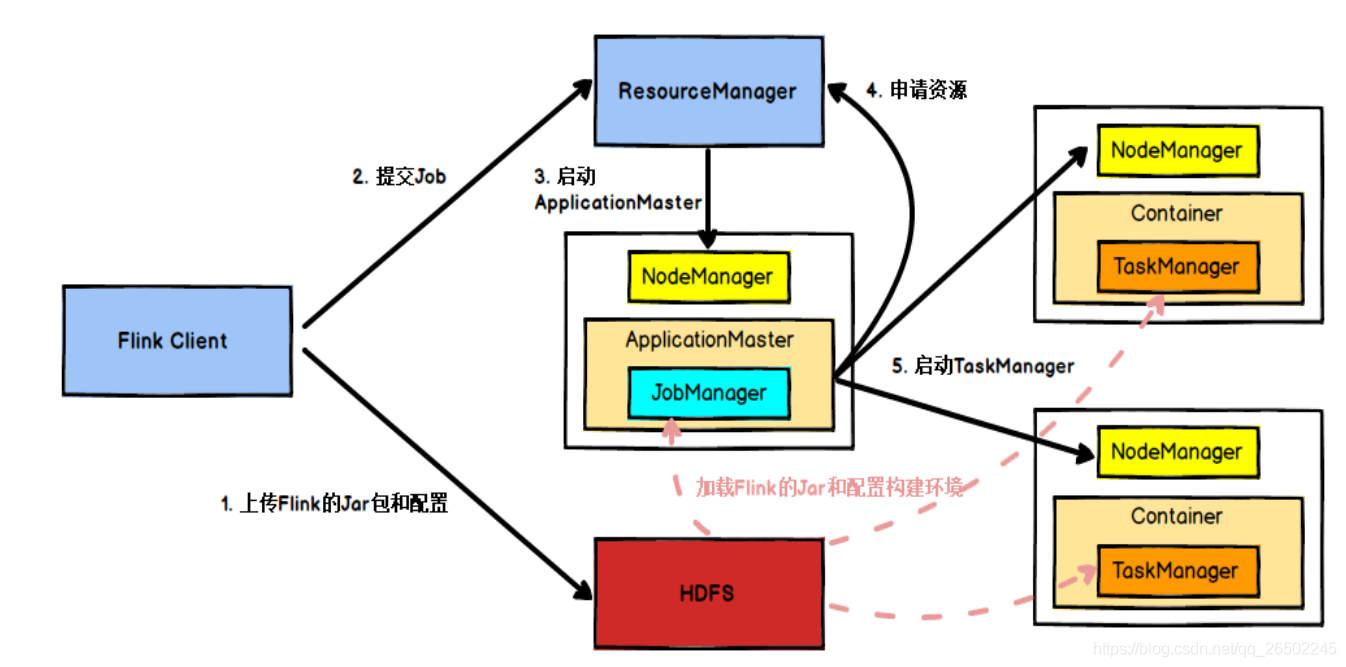 ResourceManager
4. 申请资源
NodeManager
2. 提交Job
3. 启动
ApplicationMaster
Container
TaskManager
NodeManager
Flink Client
ApplicationMaster
JobManager
5. 启动TaskManager
NodeManager
1. 上传Flink的Jar包和配置
加载Flink的Jar和配置构建环境
Container
TaskManager
HDFS
https://blog.csdn.net/qq_26502245